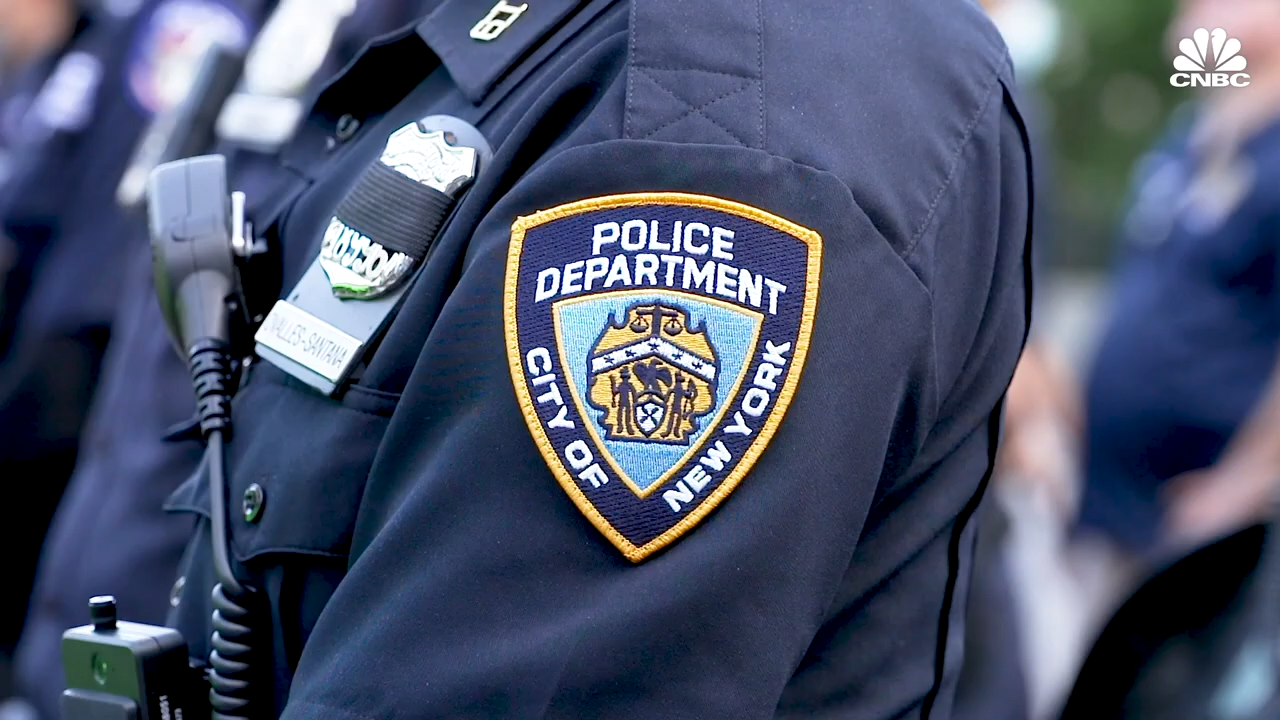 CNBC
POLICE
DEPARTMENT
CITY OF
NEW YORK